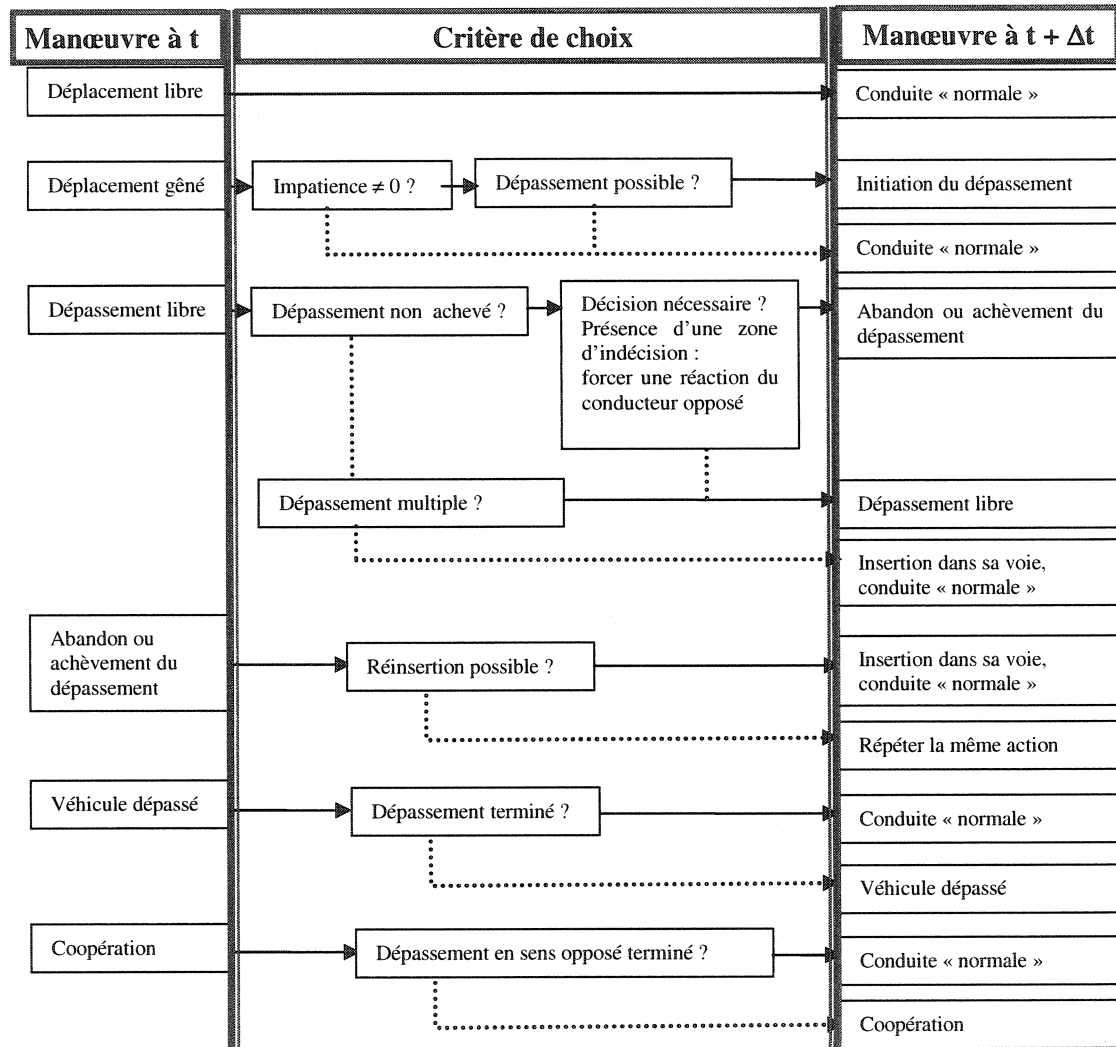 Manœuvre à t
Critère de choix
Manœuvre à t + Δt
Déplacement libre
Conduite « normale »
Déplacement gêné
Impatience ≠ 0 ?
Dépassement possible ?
Initiation du dépassement
Conduite « normale »
Dépassement libre
Dépassement non achevé ?
Décision nécessaire ?
Présence d'une zone
d'indécision :
forcer une réaction du
conducteur opposé
Abandon ou achèvement du
dépassement
Dépassement multiple ?
Dépassement libre
Insertion dans sa voie,
conduite « normale »
Abandon ou
achèvement du
dépassement
Réinsertion possible ?
Insertion dans sa voie,
conduite « normale »
Répéter la même action
Véhicule dépassé
Dépassement terminé ?
Conduite « normale »
Véhicule dépassé
Coopération
Dépassement en sens opposé terminé ?
Conduite « normale »
Coopération